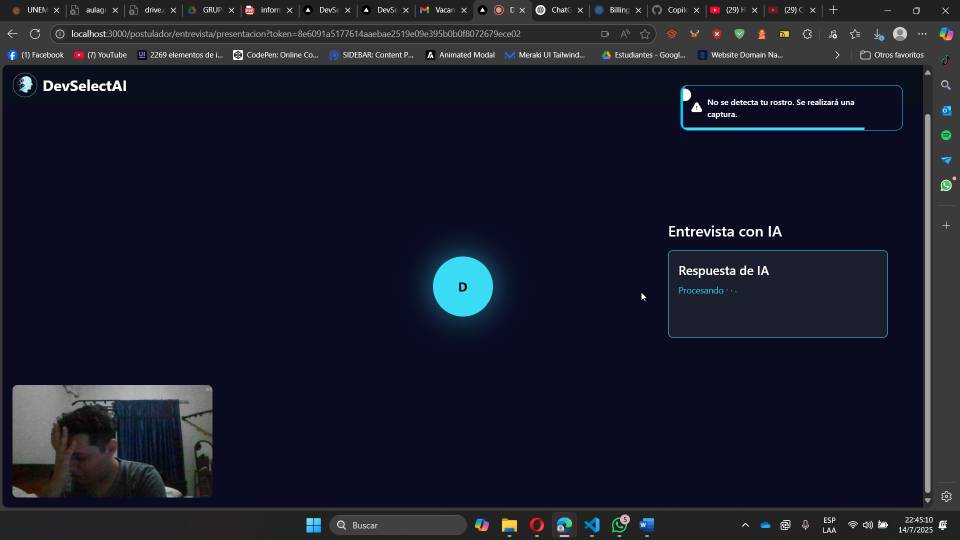 UNEM
aulag
drive.
GRUP
inform
DevSe
DevSe
Vacan
D
ChatG
Billing
Copil
(29) H
(29) C
localhost:3000/postulador/entrevista/presentacion?token=8e6091a5177614aaebae2519e09e395b0b0f8072679ece02
(1) Facebook
(7) YouTube
2269 elementos de i...
CodePen: Online Co...
SIDEBAR: Content P...
Animated Modal
Meraki UI Tailwind...
Estudiantes - Googl...
Website Domain Na...
Otros favoritos
DevSelectAI
No se detecta tu rostro. Se realizará una
captura.
Entrevista con IA
Respuesta de IA
Procesando · · ·
D
Buscar
5
ESP
LAA
22:45:10
14/7/2025